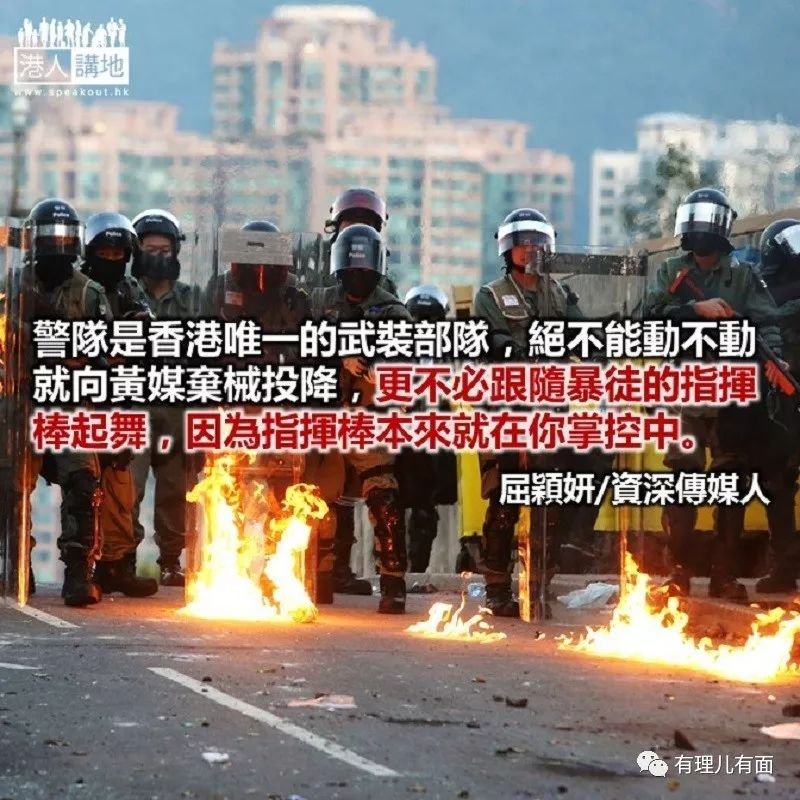 港人講地
www.speakout.hk
警隊是香港唯一的武裝部隊，絕不能動不動
就向黃媒棄械投降，更不必跟隨暴徒的指揮
棒起舞，因為指揮棒本來就在你掌控中。
屈穎妍/資深傳媒人
有理儿有面